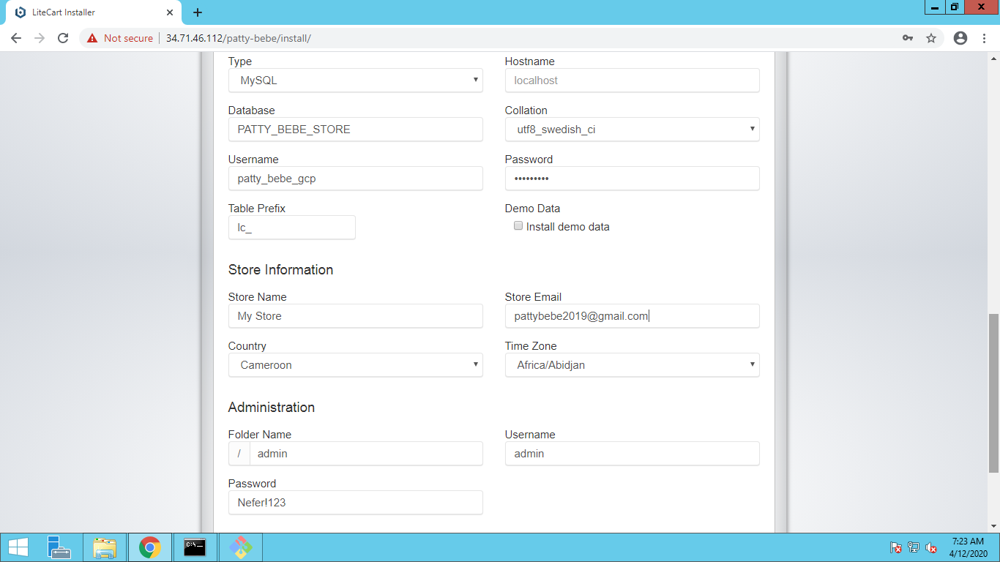 LiteCart Installer
Not secure 34.71.46.112/patty-bebe/install/
Type Hostname
MySQL localhost
Database Collation
PATTY_BEBE_STORE utf8_swedish_ci
Username Password
patty_bebe_gcp •••••••••
Table Prefix Demo Data
lc_ Install demo data
Store Information
Store Name Store Email
My Store pattybebe2019@gmail.com
Country Time Zone
Cameroon Africa/Abidjan
Administration
Folder Name Username
/ admin admin
Password
Nefer!123
C:\._
7:23 AM
4/12/2020